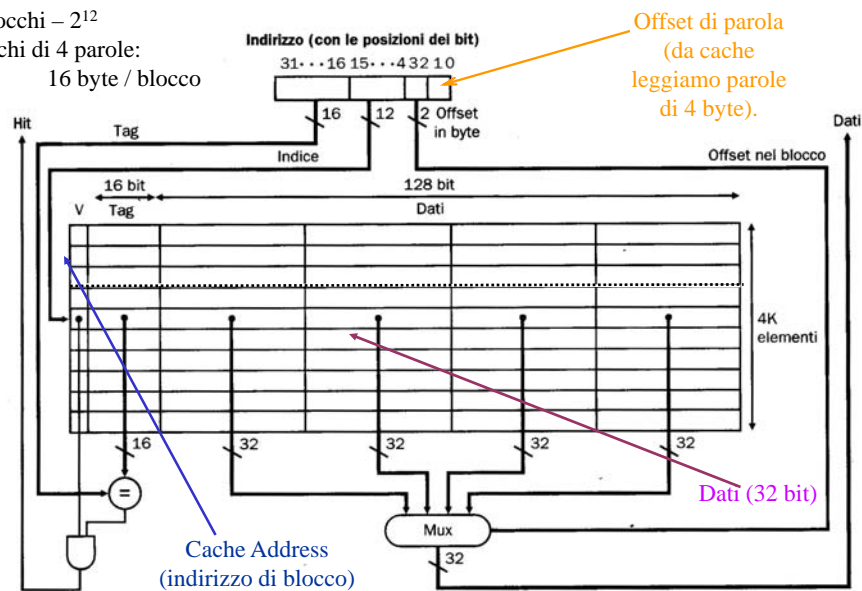 occhi – 2¹²
chi di 4 parole:
16 byte / blocco
Indirizzo (con le posizioni dei bit)
31···16 15···4 32 1 0
Offset di parola
(da cache
leggiamo parole
di 4 byte).
Hit
Tag
16
12
2
Offset
in byte
Dati
Indice
Offset nel blocco
16 bit
128 bit
V
Tag
Dati
4K
elementi
16
32
32
32
32
=
Mux
Dati (32 bit)
Cache Address
(indirizzo di blocco)
32